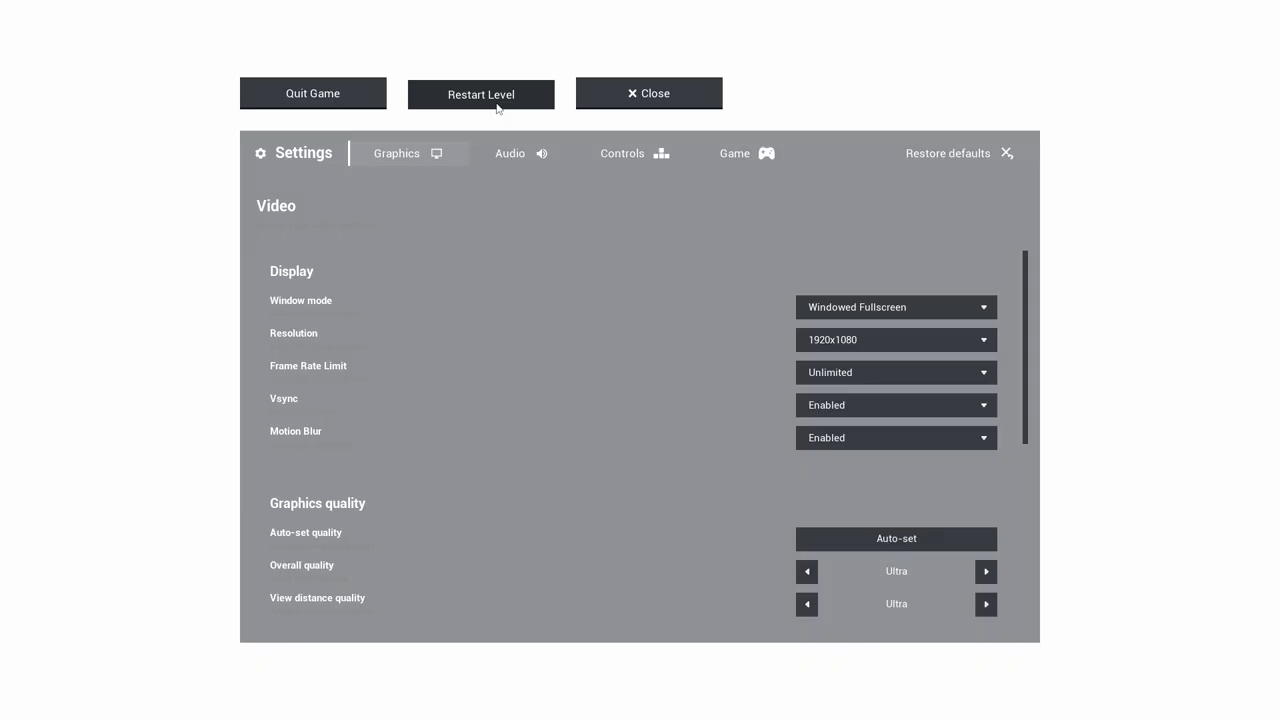 Quit Game
Restart Level
Close
Settings
Graphics
Audio
Controls
Game
Restore defaults
Video
Display
Window mode
Windowed Fullscreen
Resolution
1920x1080
Frame Rate Limit
Unlimited
Vsync
Enabled
Motion Blur
Enabled
Graphics quality
Auto-set quality
Auto-set
Overall quality
Ultra
View distance quality
Ultra